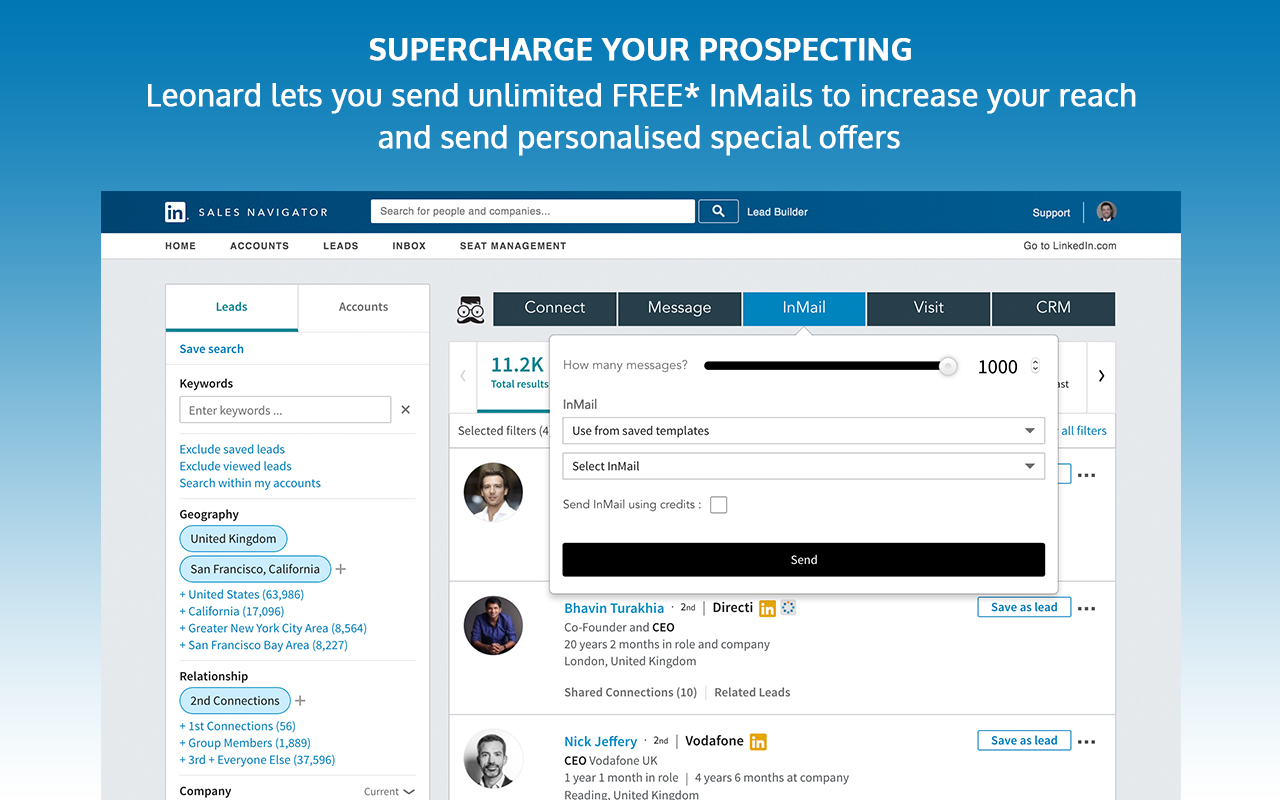 SUPERCHARGE YOUR PROSPECTING
Leonard lets you send unlimited FREE* InMails to increase your reach
and send personalised special offers
in SALES NAVIGATOR
Search for people and companies...
Lead Builder
Support
HOME ACCOUNTS LEADS INBOX SEAT MANAGEMENT
Go to LinkedIn.com
Leads Accounts
Save search
Keywords
Enter keywords ...
Exclude saved leads
Exclude viewed leads
Search within my accounts
Geography
United Kingdom
San Francisco, California +
+ United States (63,986)
+ California (17,096)
+ Greater New York City Area (8,564)
+ San Francisco Bay Area (8,227)
Relationship
2nd Connections +
+ 1st Connections (56)
+ Group Members (1,889)
+ 3rd + Everyone Else (37,596)
Company Current
Connect Message InMail Visit CRM
11.2K
Total results
Selected filters (4
all filters
How many messages? 1000
InMail
Use from saved templates
Select InMail
Send InMail using credits :
Send
Bhavin Turakhia · 2nd | Directi in
Save as lead
Co-Founder and CEO
20 years 2 months in role and company
London, United Kingdom
Shared Connections (10) | Related Leads
Nick Jeffery · 2nd | Vodafone in
Save as lead
CEO Vodafone UK
1 year 1 month in role | 4 years 6 months at company
Reading, United Kingdom